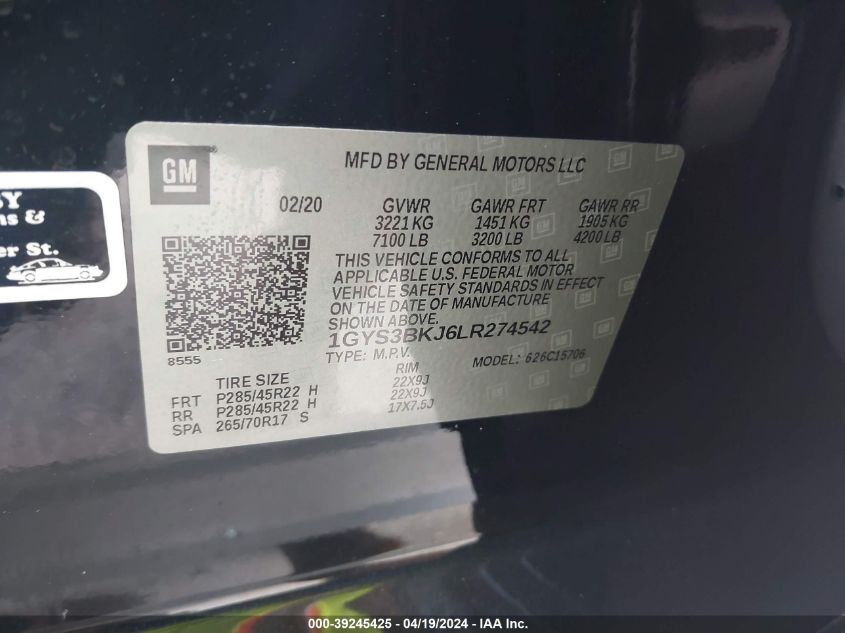 GM
MFD BY GENERAL MOTORS LLC
02/20 GVWR GAWR FRT GAWR RR
3221 KG 1451 KG 1905 KG
7100 LB 3200 LB 4200 LB
THIS VEHICLE CONFORMS TO ALL
APPLICABLE U.S. FEDERAL MOTOR
VEHICLE SAFETY STANDARDS IN EFFECT
ON THE DATE OF MANUFACTURE
SHOWN ABOVE.
1GYS3BKJ6LR274542
8555
TYPE: M.P.V. MODEL: 626C15706
TIRE SIZE RIM
FRT P285/45R22 H 22X9J
RR P285/45R22 H 22X9J
SPA 265/70R17 S 17X7.5J
&
St.
000-39245425 - 04/19/2024 - IAA Inc.